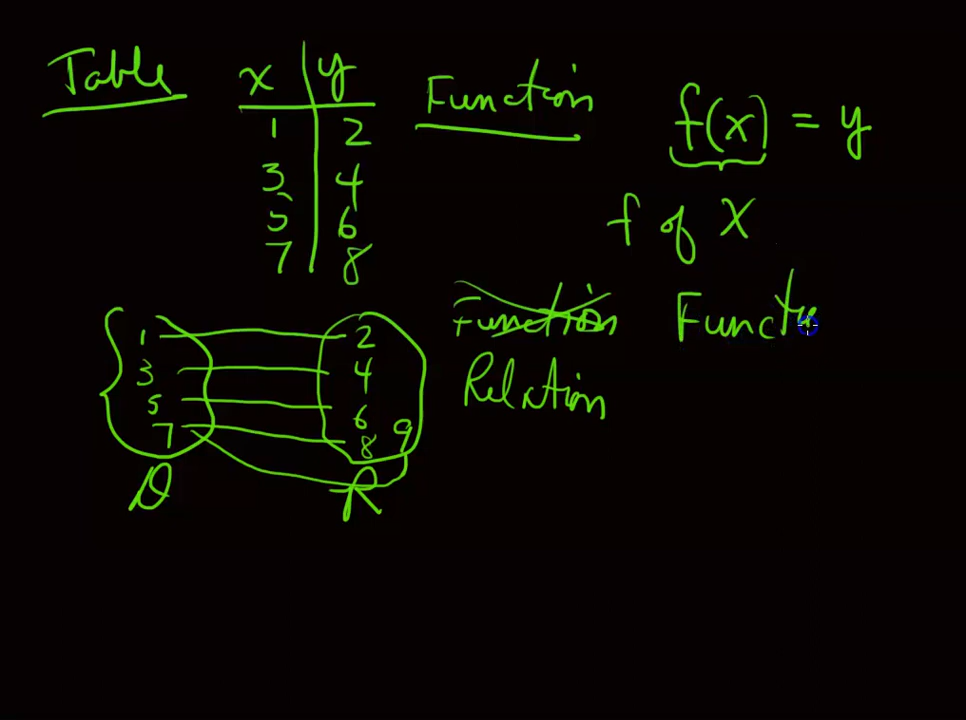 Table x y Function f(x) = y
1 2
3 4
5 6
7 8
f of X
Function Functi
Relation
1 2
3 4
5 6
7 8 9
D R